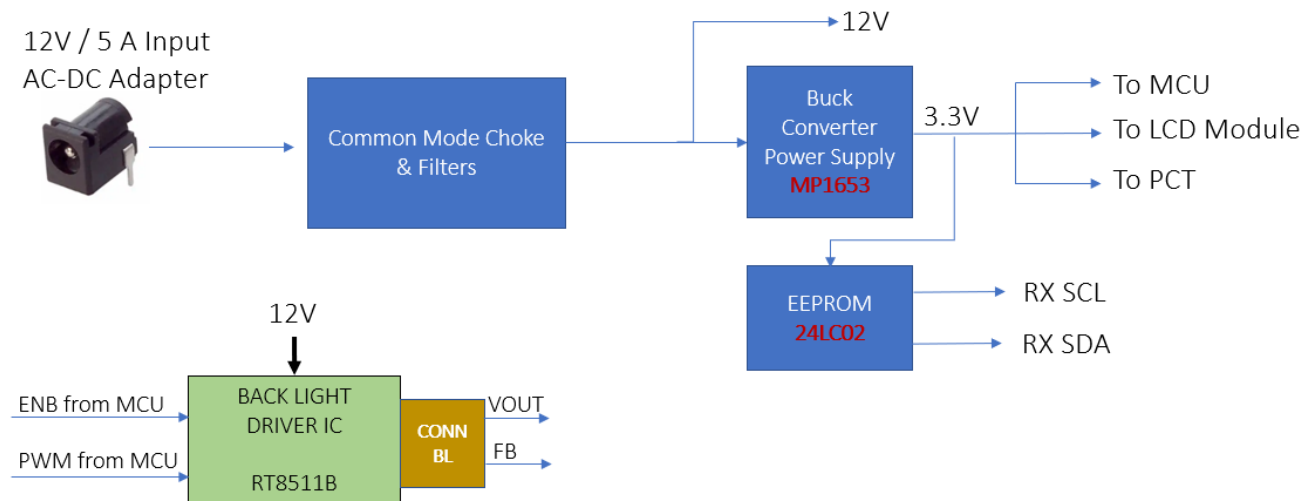 12V / 5 A Input
AC-DC Adapter
Common Mode Choke
& Filters
12V
Buck
Converter
Power Supply
MP1653
3.3V
To MCU
To LCD Module
To PCT
EEPROM
24LC02
RX SCL
RX SDA
12V
ENB from MCU
PWM from MCU
BACK LIGHT
DRIVER IC
RT8511B
CONN
BL
VOUT
FB